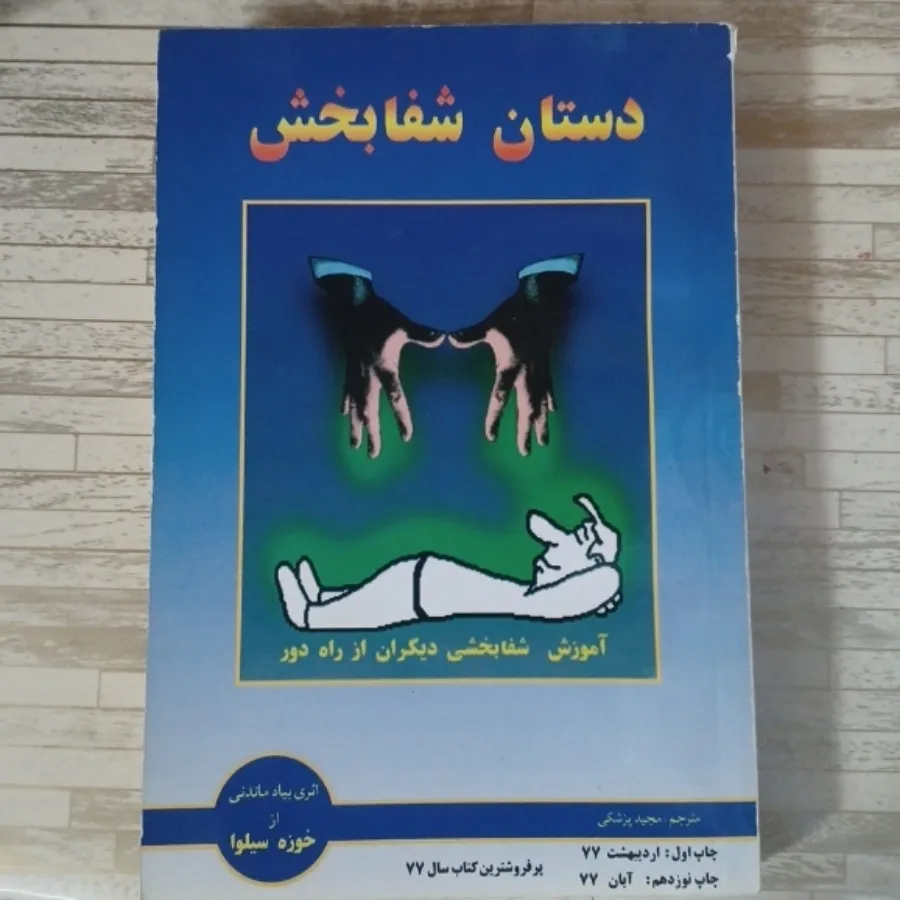 دستان شفابخش
آموزش شفابخشی دیگران از راه دور
اثری بیاد ماندنی
از
خوزه سیلوا
مترجم: مجید پزشکی
چاپ اول: اردیبهشت ۷۷
چاپ نوزدهم: آبان ۷۷
پرفروشترین کتاب سال ۷۷